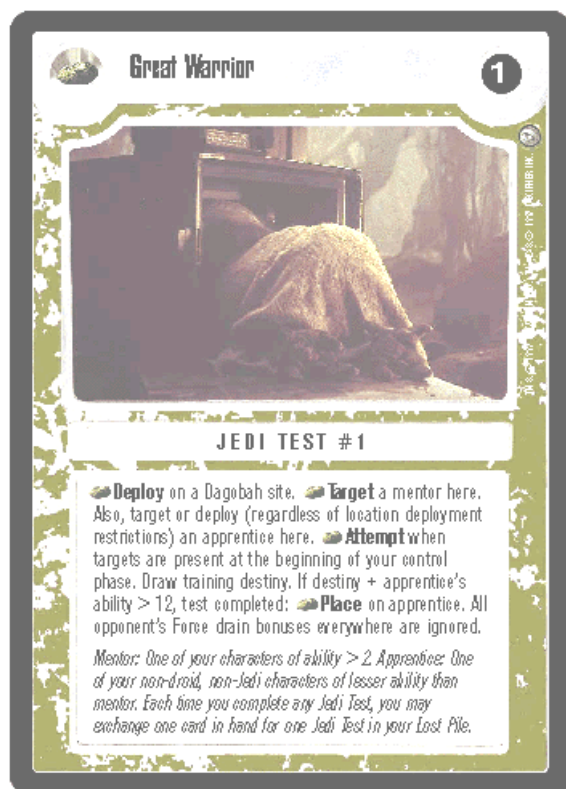 Great Warrior
1
JEDI TEST #1
Deploy on a Dagobah site. Target a mentor here.
Also, target or deploy (regardless of location deployment
restrictions) an apprentice here. Attempt when
targets are present at the beginning of your control
phase. Draw training destiny. If destiny + apprentice's
ability > 12, test completed: Place on apprentice. All
opponent's Force drain bonuses everywhere are ignored.
Mentor: One of your characters of ability > 2. Apprentice: One
of your non-droid, non-Jedi characters of lesser ability than
mentor. Each time you complete any Jedi Test, you may
exchange one card in hand for one Jedi Test in your Lost Pile.